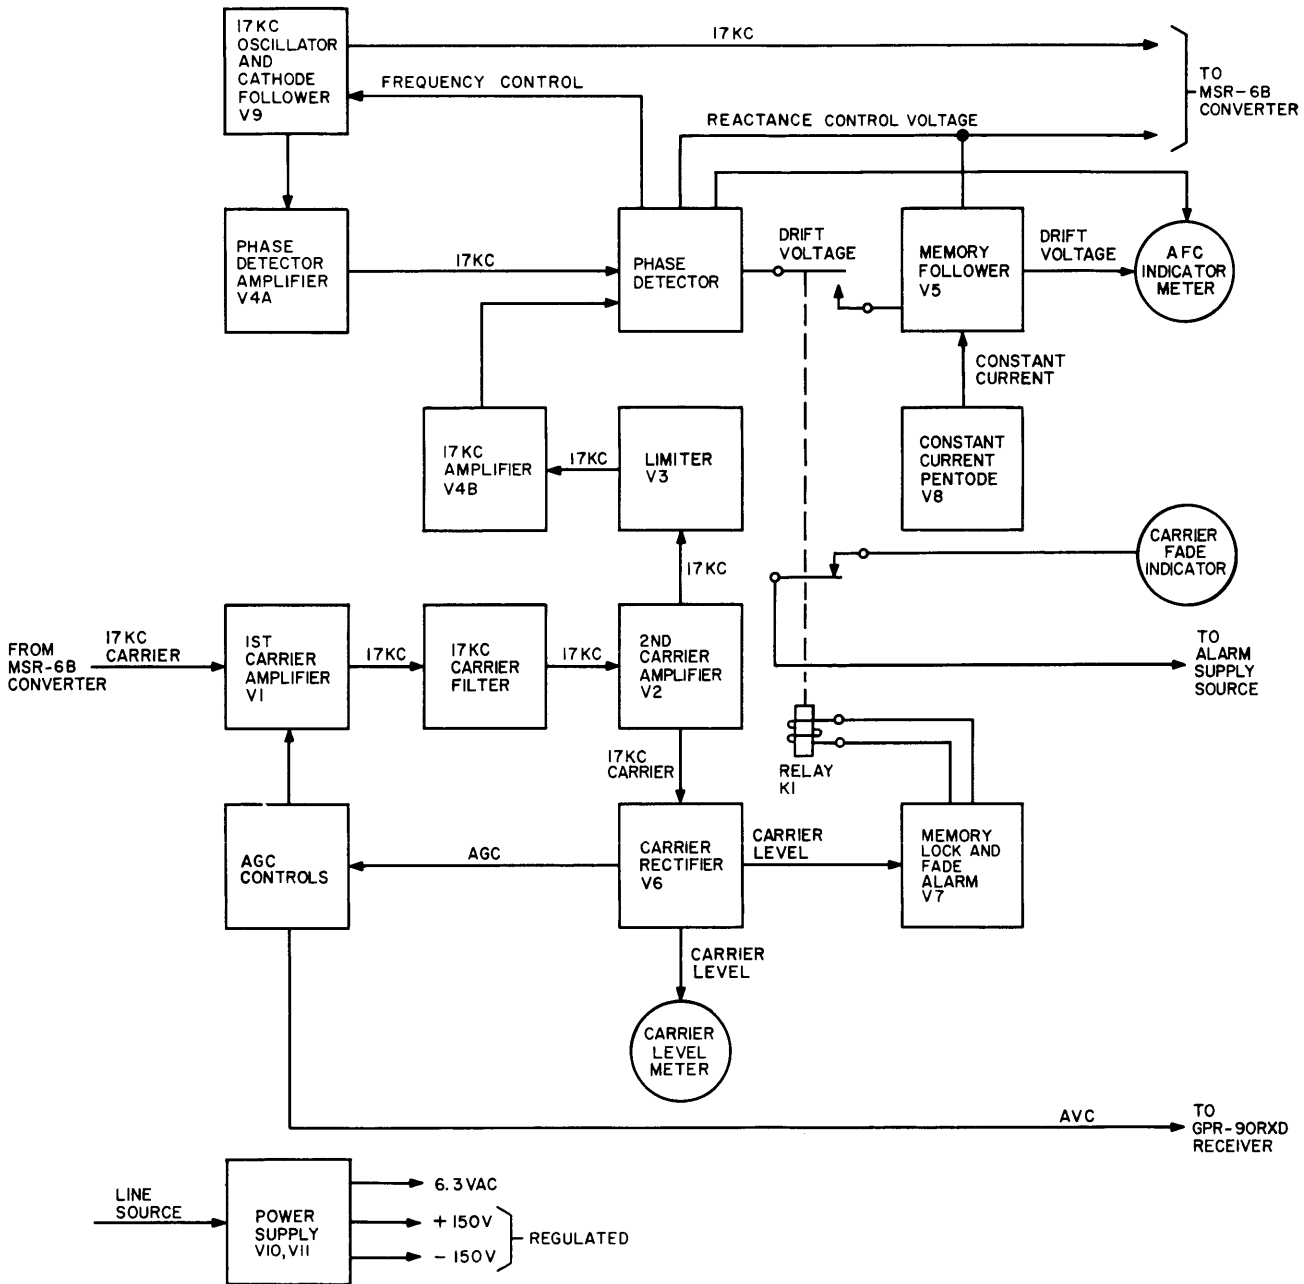 17KC
OSCILLATOR
AND
CATHODE
FOLLOWER
V9
17KC
FREQUENCY CONTROL
TO
MSR-6B
CONVERTER
REACTANCE CONTROL VOLTAGE
PHASE
DETECTOR
AMPLIFIER
V4A
17KC
PHASE
DETECTOR
DRIFT
VOLTAGE
MEMORY
FOLLOWER
V5
DRIFT
VOLTAGE
AFC
INDICATOR
METER
CONSTANT
CURRENT
17KC
AMPLIFIER
V4B
17KC
LIMITER
V3
CONSTANT
CURRENT
PENTODE
V8
CARRIER
FADE
INDICATOR
17KC
FROM
MSR-6B
CONVERTER
17KC
CARRIER
1ST
CARRIER
AMPLIFIER
V1
17KC
17KC
CARRIER
FILTER
17KC
2ND
CARRIER
AMPLIFIER
V2
TO
ALARM
SUPPLY
SOURCE
17KC
CARRIER
RELAY
K1
AGC
CONTROLS
AGC
CARRIER
RECTIFIER
V6
CARRIER
LEVEL
MEMORY
LOCK AND
FADE
ALARM
V7
CARRIER
LEVEL
CARRIER
LEVEL
METER
AVC
TO
GPR-90RXD
RECEIVER
LINE
SOURCE
POWER
SUPPLY
V10, V11
6.3VAC
+150V
-150V
REGULATED